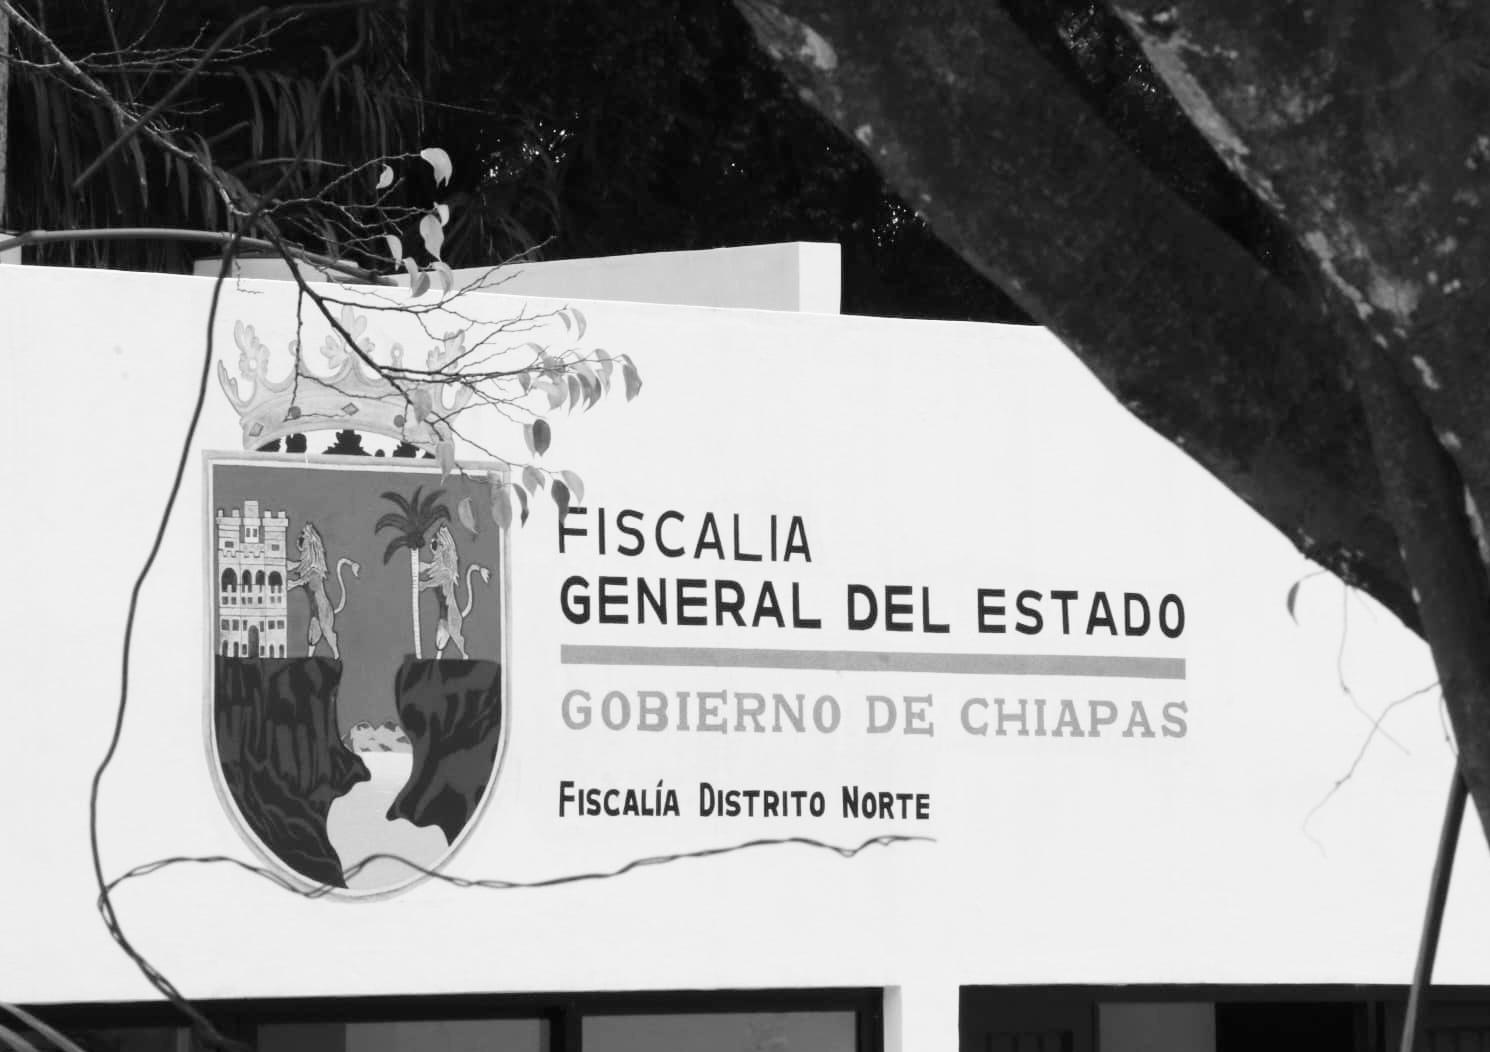 FISCALIA
GENERAL DEL ESTADO
GOBIERNO DE CHIAPAS
FISCALÍA DISTRITO NORTE